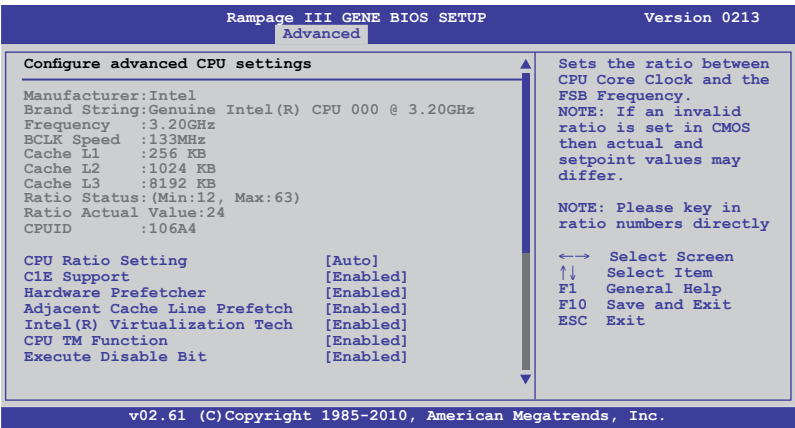 Rampage III GENE BIOS SETUP Version 0213
Advanced
Configure advanced CPU settings
Manufacturer:Intel
Brand String:Genuine Intel(R) CPU 000 @ 3.20GHz
Frequency :3.20GHz
BCLK Speed :133MHz
Cache L1 :256 KB
Cache L2 :1024 KB
Cache L3 :8192 KB
Ratio Status:(Min:12, Max:63)
Ratio Actual Value:24
CPUID :106A4
CPU Ratio Setting [Auto]
C1E Support [Enabled]
Hardware Prefetcher [Enabled]
Adjacent Cache Line Prefetch [Enabled]
Intel(R) Virtualization Tech [Enabled]
CPU TM Function [Enabled]
Execute Disable Bit [Enabled]
Sets the ratio between
CPU Core Clock and the
FSB Frequency.
NOTE: If an invalid
ratio is set in CMOS
then actual and
setpoint values may
differ.
NOTE: Please key in
ratio numbers directly
←→ Select Screen
↑↓ Select Item
F1 General Help
F10 Save and Exit
ESC Exit
v02.61 (C)Copyright 1985-2010, American Megatrends, Inc.